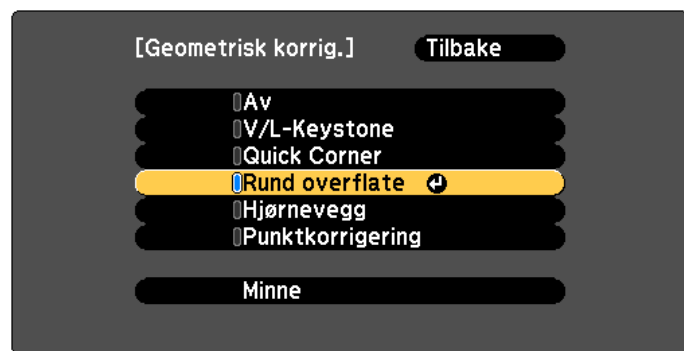 [Geometrisk korrig.] Tilbake
Av
V/L-Keystone
Quick Corner
Rund overflate
Hjørnevegg
Punktkorrigering
Minne